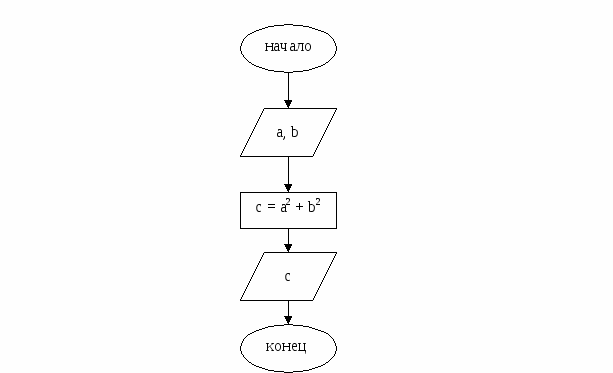 начало
a, b
c = a² + b²
c
конец